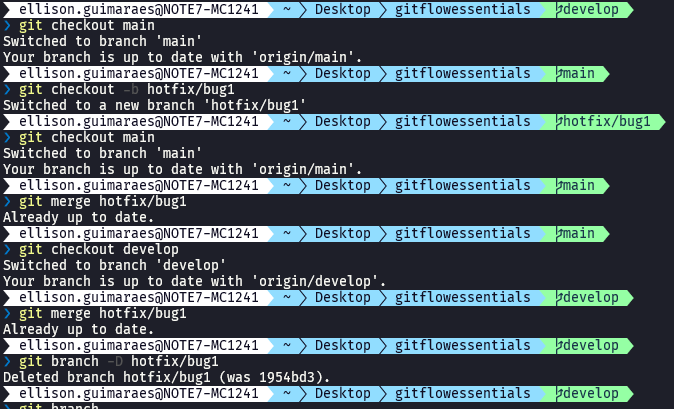 ellison.guimaraes@NOTE7-MC1241 ~ Desktop gitflowessentials develop
❯ git checkout main
Switched to branch 'main'
Your branch is up to date with 'origin/main'.
ellison.guimaraes@NOTE7-MC1241 ~ Desktop gitflowessentials main
❯ git checkout -b hotfix/bug1
Switched to a new branch 'hotfix/bug1'
ellison.guimaraes@NOTE7-MC1241 ~ Desktop gitflowessentials hotfix/bug1
❯ git checkout main
Switched to branch 'main'
Your branch is up to date with 'origin/main'.
ellison.guimaraes@NOTE7-MC1241 ~ Desktop gitflowessentials main
❯ git merge hotfix/bug1
Already up to date.
ellison.guimaraes@NOTE7-MC1241 ~ Desktop gitflowessentials main
❯ git checkout develop
Switched to branch 'develop'
Your branch is up to date with 'origin/develop'.
ellison.guimaraes@NOTE7-MC1241 ~ Desktop gitflowessentials develop
❯ git merge hotfix/bug1
Already up to date.
ellison.guimaraes@NOTE7-MC1241 ~ Desktop gitflowessentials develop
❯ git branch -D hotfix/bug1
Deleted branch hotfix/bug1 (was 1954bd3).
ellison.guimaraes@NOTE7-MC1241 ~ Desktop gitflowessentials develop
❯ git branch